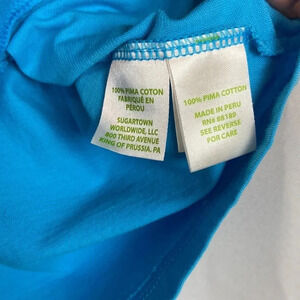 100% PIMA COTTON
FABRIQUÉ EN
PÉROU
SUGARTOWN
WORLDWIDE, LLC
800 THIRD AVENUE
KING OF PRUSSIA, PA
100% PIMA COTTON
MADE IN PERU
RN# 88180
SEE REVERSE
FOR CARE